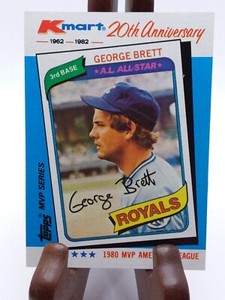 Kmart 20th Anniversary
1962 - 1982
GEORGE BRETT
3rd BASE
A.L. ALL-STAR
George Brett
ROYALS
TOPPS MVP SERIES
1980 MVP AME LEAGUE